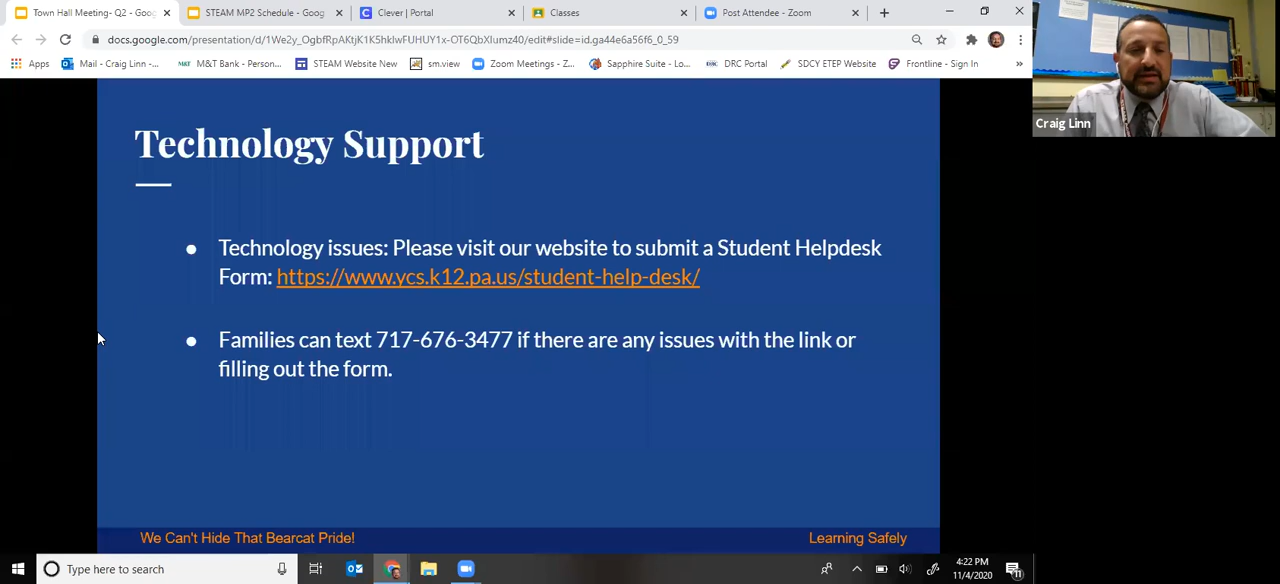 Town Hall Meeting- Q2 - Goog
STEAM MP2 Schedule - Goog
Clever | Portal
Classes
Post Attendee - Zoom
docs.google.com/presentation/d/1We2y_OgbfRpAKtjK1K5hkIwFUHUY1x-OT6QbXIumz40/edit#slide=id.ga44e6a56f6_0_59
Apps
Mail - Craig Linn -...
M&T Bank - Person...
STEAM Website New
sm.view
Zoom Meetings - Z...
Sapphire Suite - Lo...
DRC Portal
SDCY ETEP Website
Frontline - Sign In
»
Craig Linn
Technology Support
● Technology issues: Please visit our website to submit a Student Helpdesk
Form: https://www.ycs.k12.pa.us/student-help-desk/
● Families can text 717-676-3477 if there are any issues with the link or
filling out the form.
We Can't Hide That Bearcat Pride!
Learning Safely
Type here to search
4:22 PM
11/4/2020